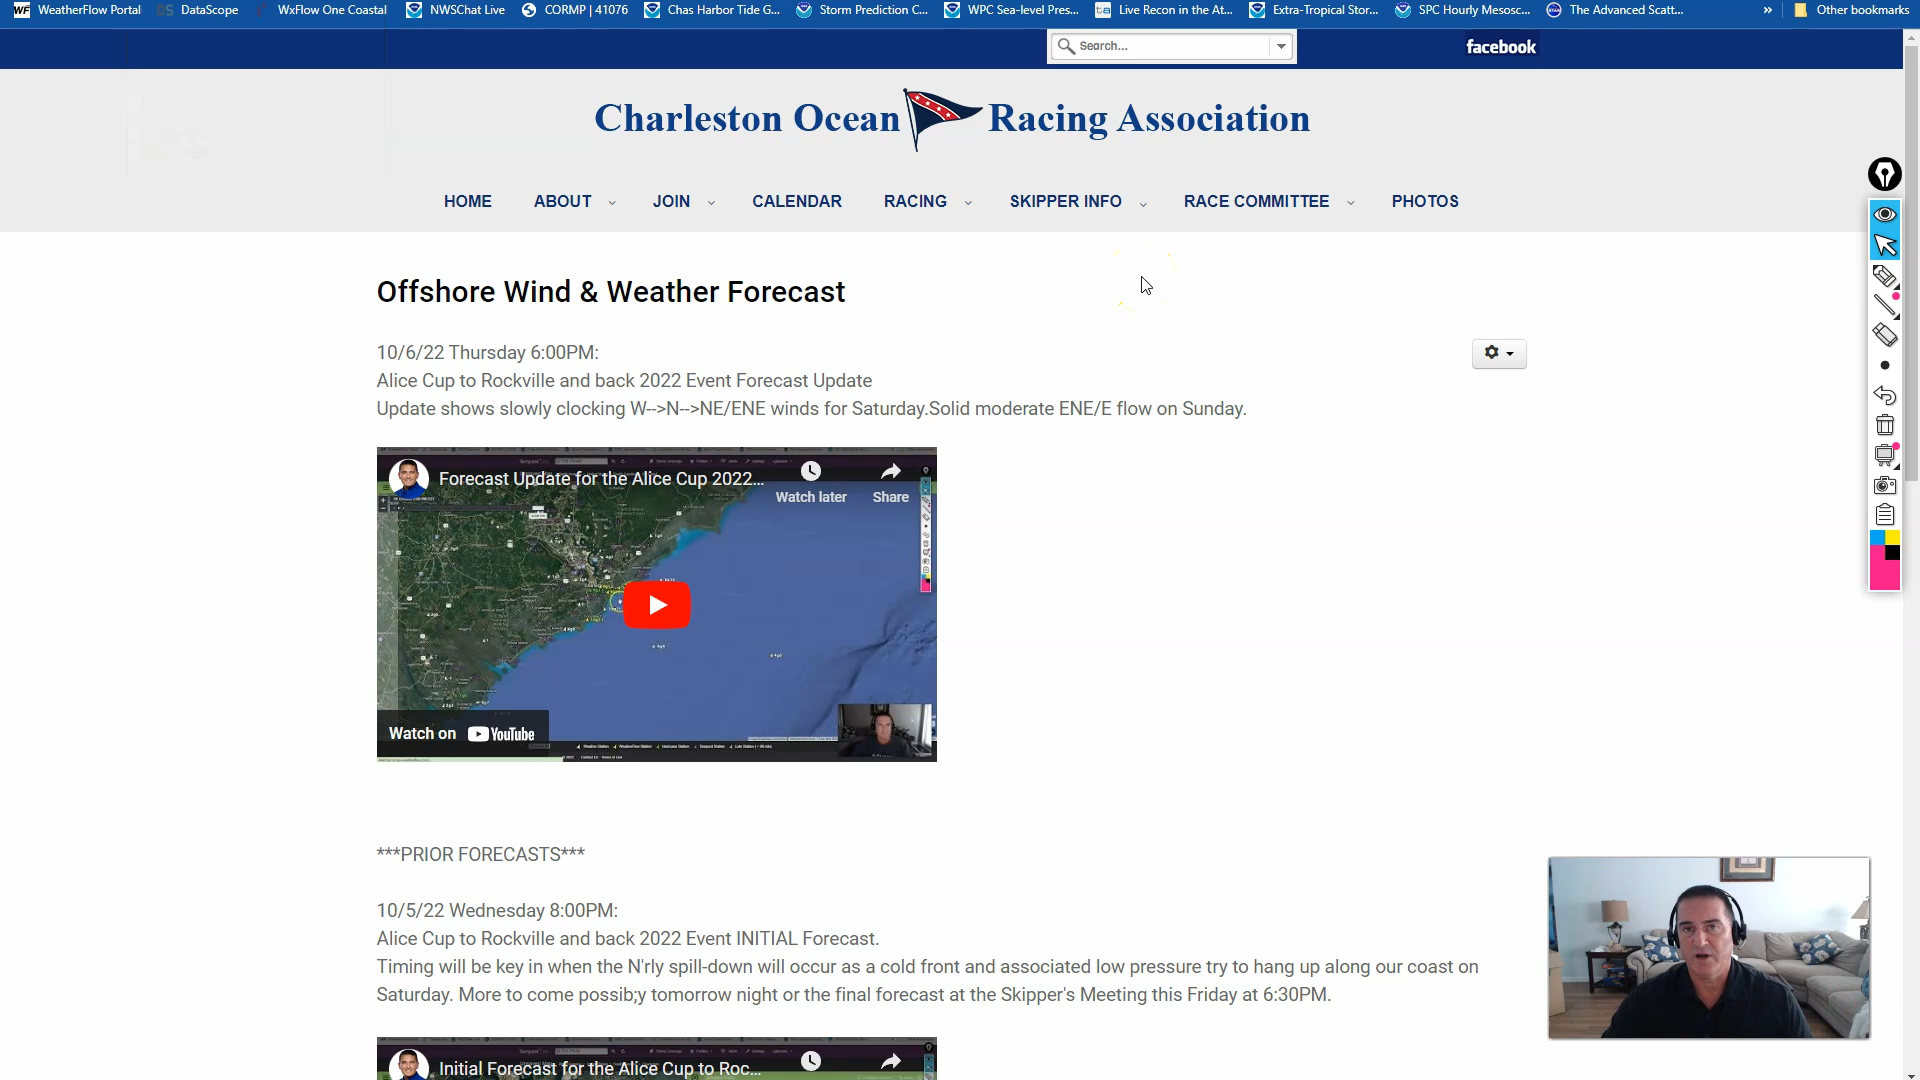 WF WeatherFlow Portal DS DataScope WxFlow One Coastal NWSChat Live CORMP | 41076 Chas Harbor Tide G... Storm Prediction C... WPC Sea-level Pres... ta Live Recon in the At... Extra-Tropical Stor... SPC Hourly Mesosc... The Advanced Scatt... » Other bookmarks
Search... facebook
Charleston Ocean Racing Association
HOME ABOUT JOIN CALENDAR RACING SKIPPER INFO RACE COMMITTEE PHOTOS
Offshore Wind & Weather Forecast
10/6/22 Thursday 6:00PM:
Alice Cup to Rockville and back 2022 Event Forecast Update
Update shows slowly clocking W-->N-->NE/ENE winds for Saturday.Solid moderate ENE/E flow on Sunday.
Forecast Update for the Alice Cup 2022...
Watch later Share
Watch on YouTube
***PRIOR FORECASTS***
10/5/22 Wednesday 8:00PM:
Alice Cup to Rockville and back 2022 Event INITIAL Forecast.
Timing will be key in when the N'rly spill-down will occur as a cold front and associated low pressure try to hang up along our coast on
Saturday. More to come possib;y tomorrow night or the final forecast at the Skipper's Meeting this Friday at 6:30PM.
Initial Forecast for the Alice Cup to Roc...